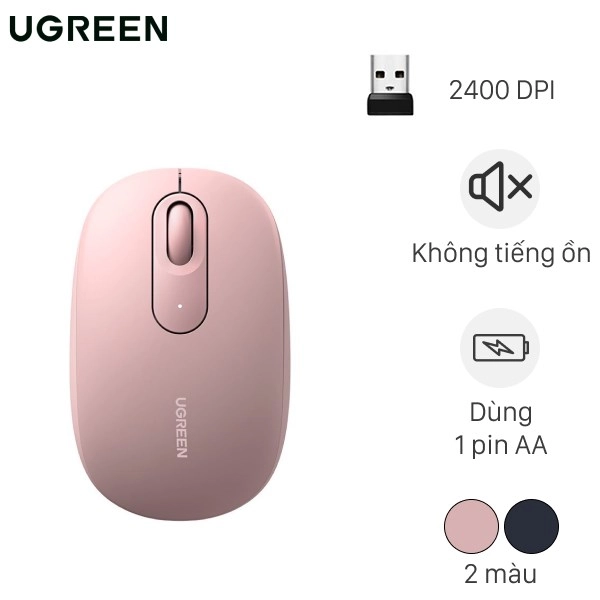 UGREEN
2400 DPI
Không tiếng ồn
UGREEN
Dùng
1 pin AA
2 màu